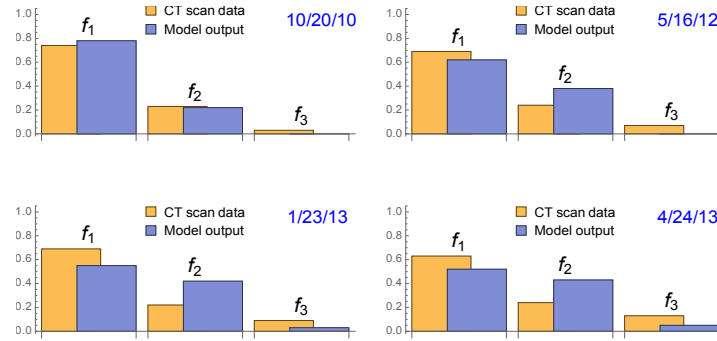 CT scan data
Model output
10/20/10
1.0
0.8
0.6
0.4
0.2
0.0
f1
f2
f3
CT scan data
Model output
5/16/12
1.0
0.8
0.6
0.4
0.2
0.0
f1
f2
f3
CT scan data
Model output
1/23/13
1.0
0.8
0.6
0.4
0.2
0.0
f1
f2
f3
CT scan data
Model output
4/24/13
1.0
0.8
0.6
0.4
0.2
0.0
f1
f2
f3